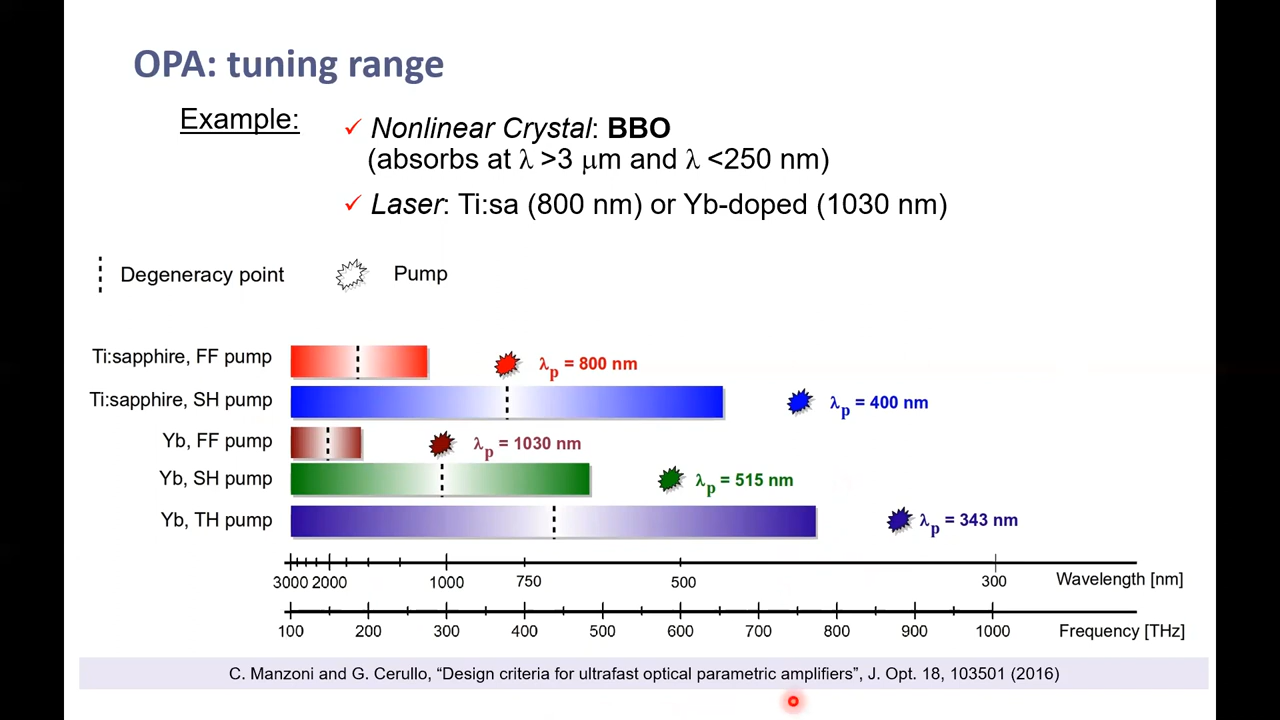 OPA: tuning range
Example:
✓ Nonlinear Crystal: BBO
(absorbs at λ >3 μm and λ <250 nm)
✓ Laser: Ti:sa (800 nm) or Yb-doped (1030 nm)
Degeneracy point
Pump
Ti:sapphire, FF pump
λp = 800 nm
Ti:sapphire, SH pump
λp = 400 nm
Yb, FF pump
λp = 1030 nm
Yb, SH pump
λp = 515 nm
Yb, TH pump
λp = 343 nm
3000 2000 1000 750 500 300 Wavelength [nm]
100 200 300 400 500 600 700 800 900 1000 Frequency [THz]
C. Manzoni and G. Cerullo, “Design criteria for ultrafast optical parametric amplifiers”, J. Opt. 18, 103501 (2016)